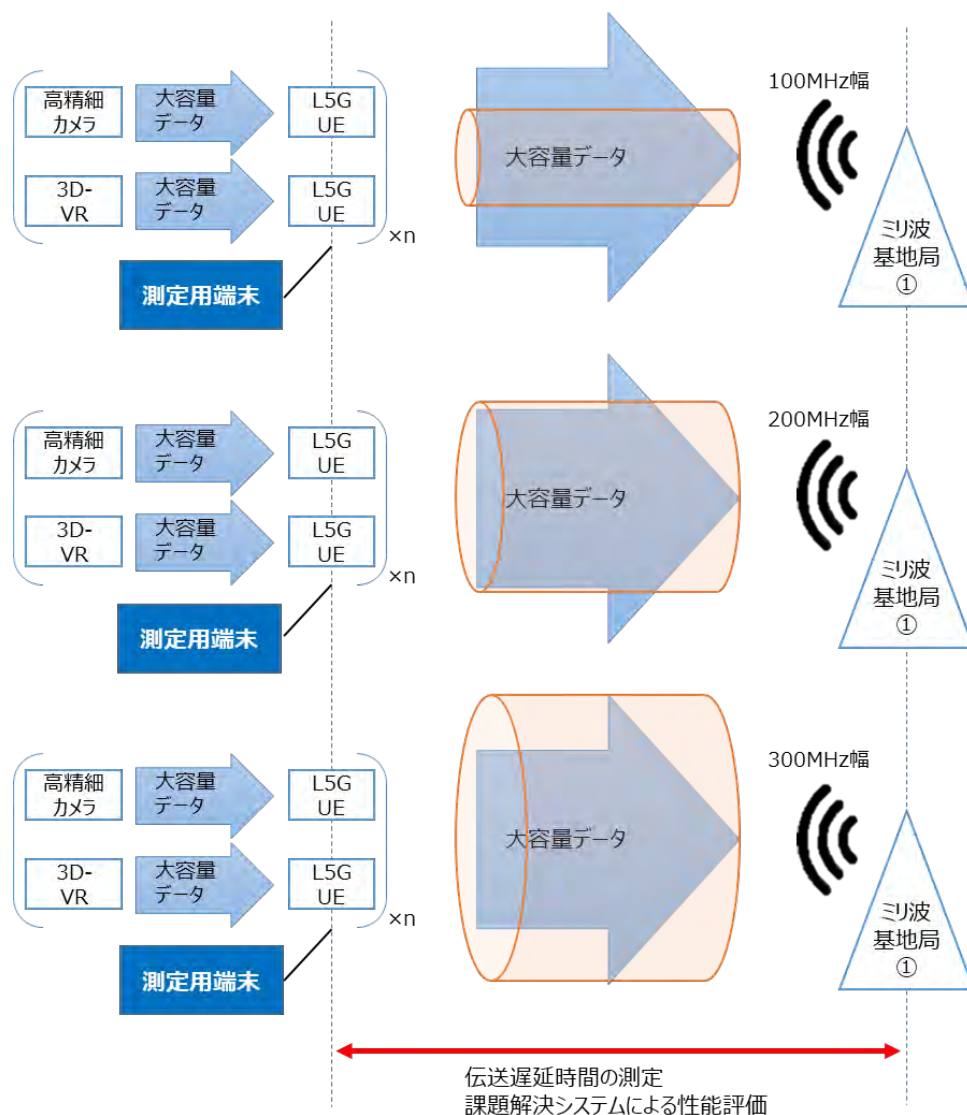 高精細
カメラ
大容量
データ
L5G
UE
3D-
VR
大容量
データ
L5G
UE
×n
測定用端末
大容量データ
100MHz幅
ミリ波
基地局
①
高精細
カメラ
大容量
データ
L5G
UE
3D-
VR
大容量
データ
L5G
UE
×n
測定用端末
大容量データ
200MHz幅
ミリ波
基地局
①
高精細
カメラ
大容量
データ
L5G
UE
3D-
VR
大容量
データ
L5G
UE
×n
測定用端末
大容量データ
300MHz幅
ミリ波
基地局
①
伝送遅延時間の測定
課題解決システムによる性能評価